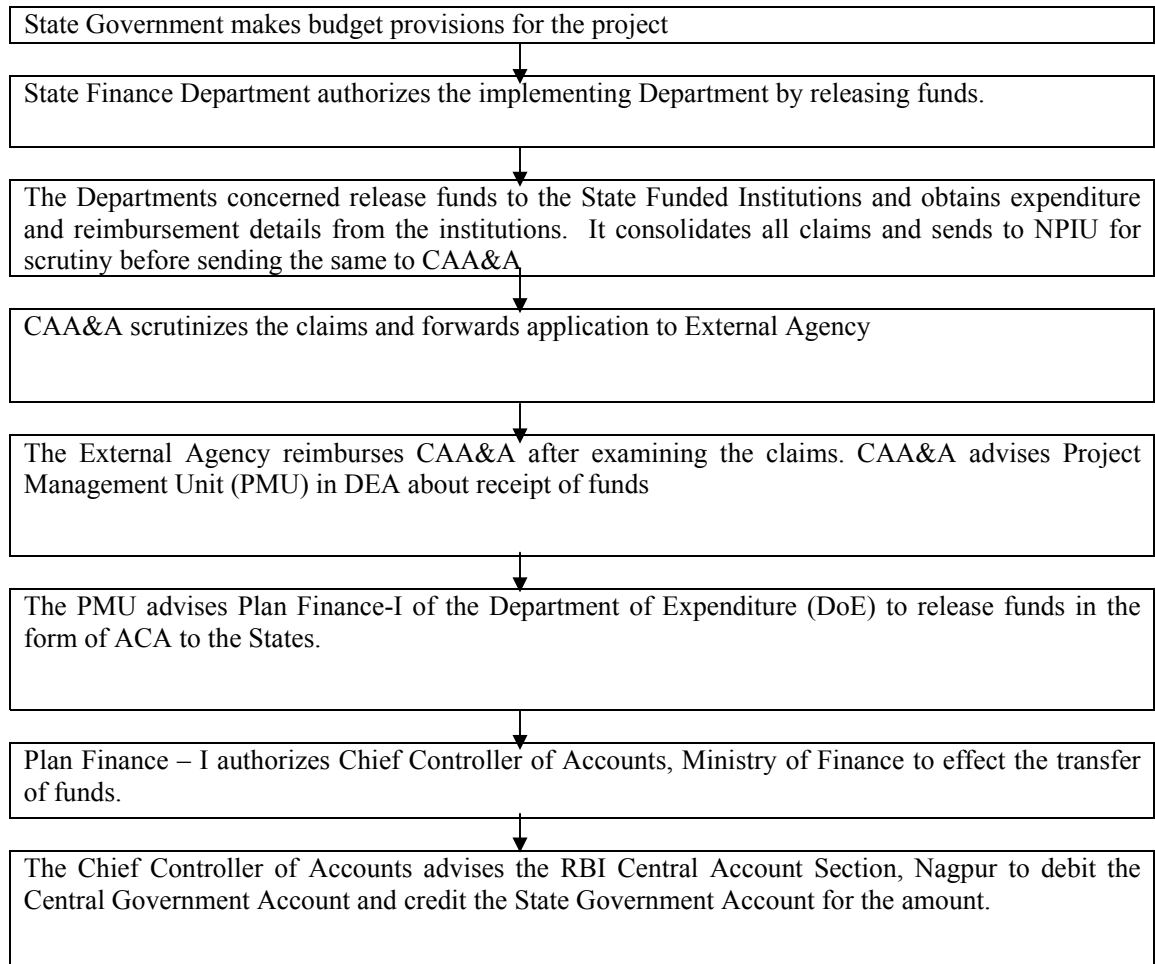 State Government makes budget provisions for the project
State Finance Department authorizes the implementing Department by releasing funds.
The Departments concerned release funds to the State Funded Institutions and obtains expenditure
and reimbursement details from the institutions. It consolidates all claims and sends to NPIU for
scrutiny before sending the same to CAA&A
CAA&A scrutinizes the claims and forwards application to External Agency
The External Agency reimburses CAA&A after examining the claims. CAA&A advises Project
Management Unit (PMU) in DEA about receipt of funds
The PMU advises Plan Finance-I of the Department of Expenditure (DoE) to release funds in the
form of ACA to the States.
Plan Finance – I authorizes Chief Controller of Accounts, Ministry of Finance to effect the transfer
of funds.
The Chief Controller of Accounts advises the RBI Central Account Section, Nagpur to debit the
Central Government Account and credit the State Government Account for the amount.